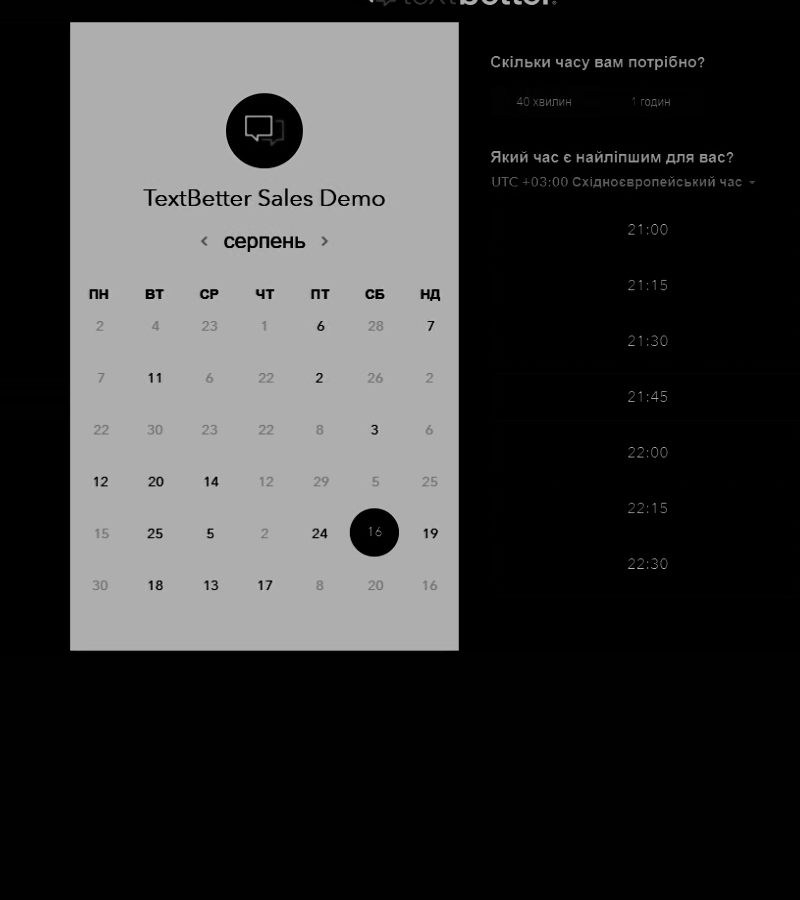 textbetter.
TextBetter Sales Demo
серпень
ПН ВТ СР ЧТ ПТ СБ НД
2 4 23 1 6 28 7
7 11 6 22 2 26 2
22 30 23 22 8 3 6
12 20 14 12 29 5 25
15 25 5 2 24 16 19
30 18 13 17 8 20 16
Скільки часу вам потрібно?
40 хвилин 1 годин
Який час є найліпшим для вас?
UTC +03:00 Східноєвропейський час
21:00
21:15
21:30
21:45
22:00
22:15
22:30